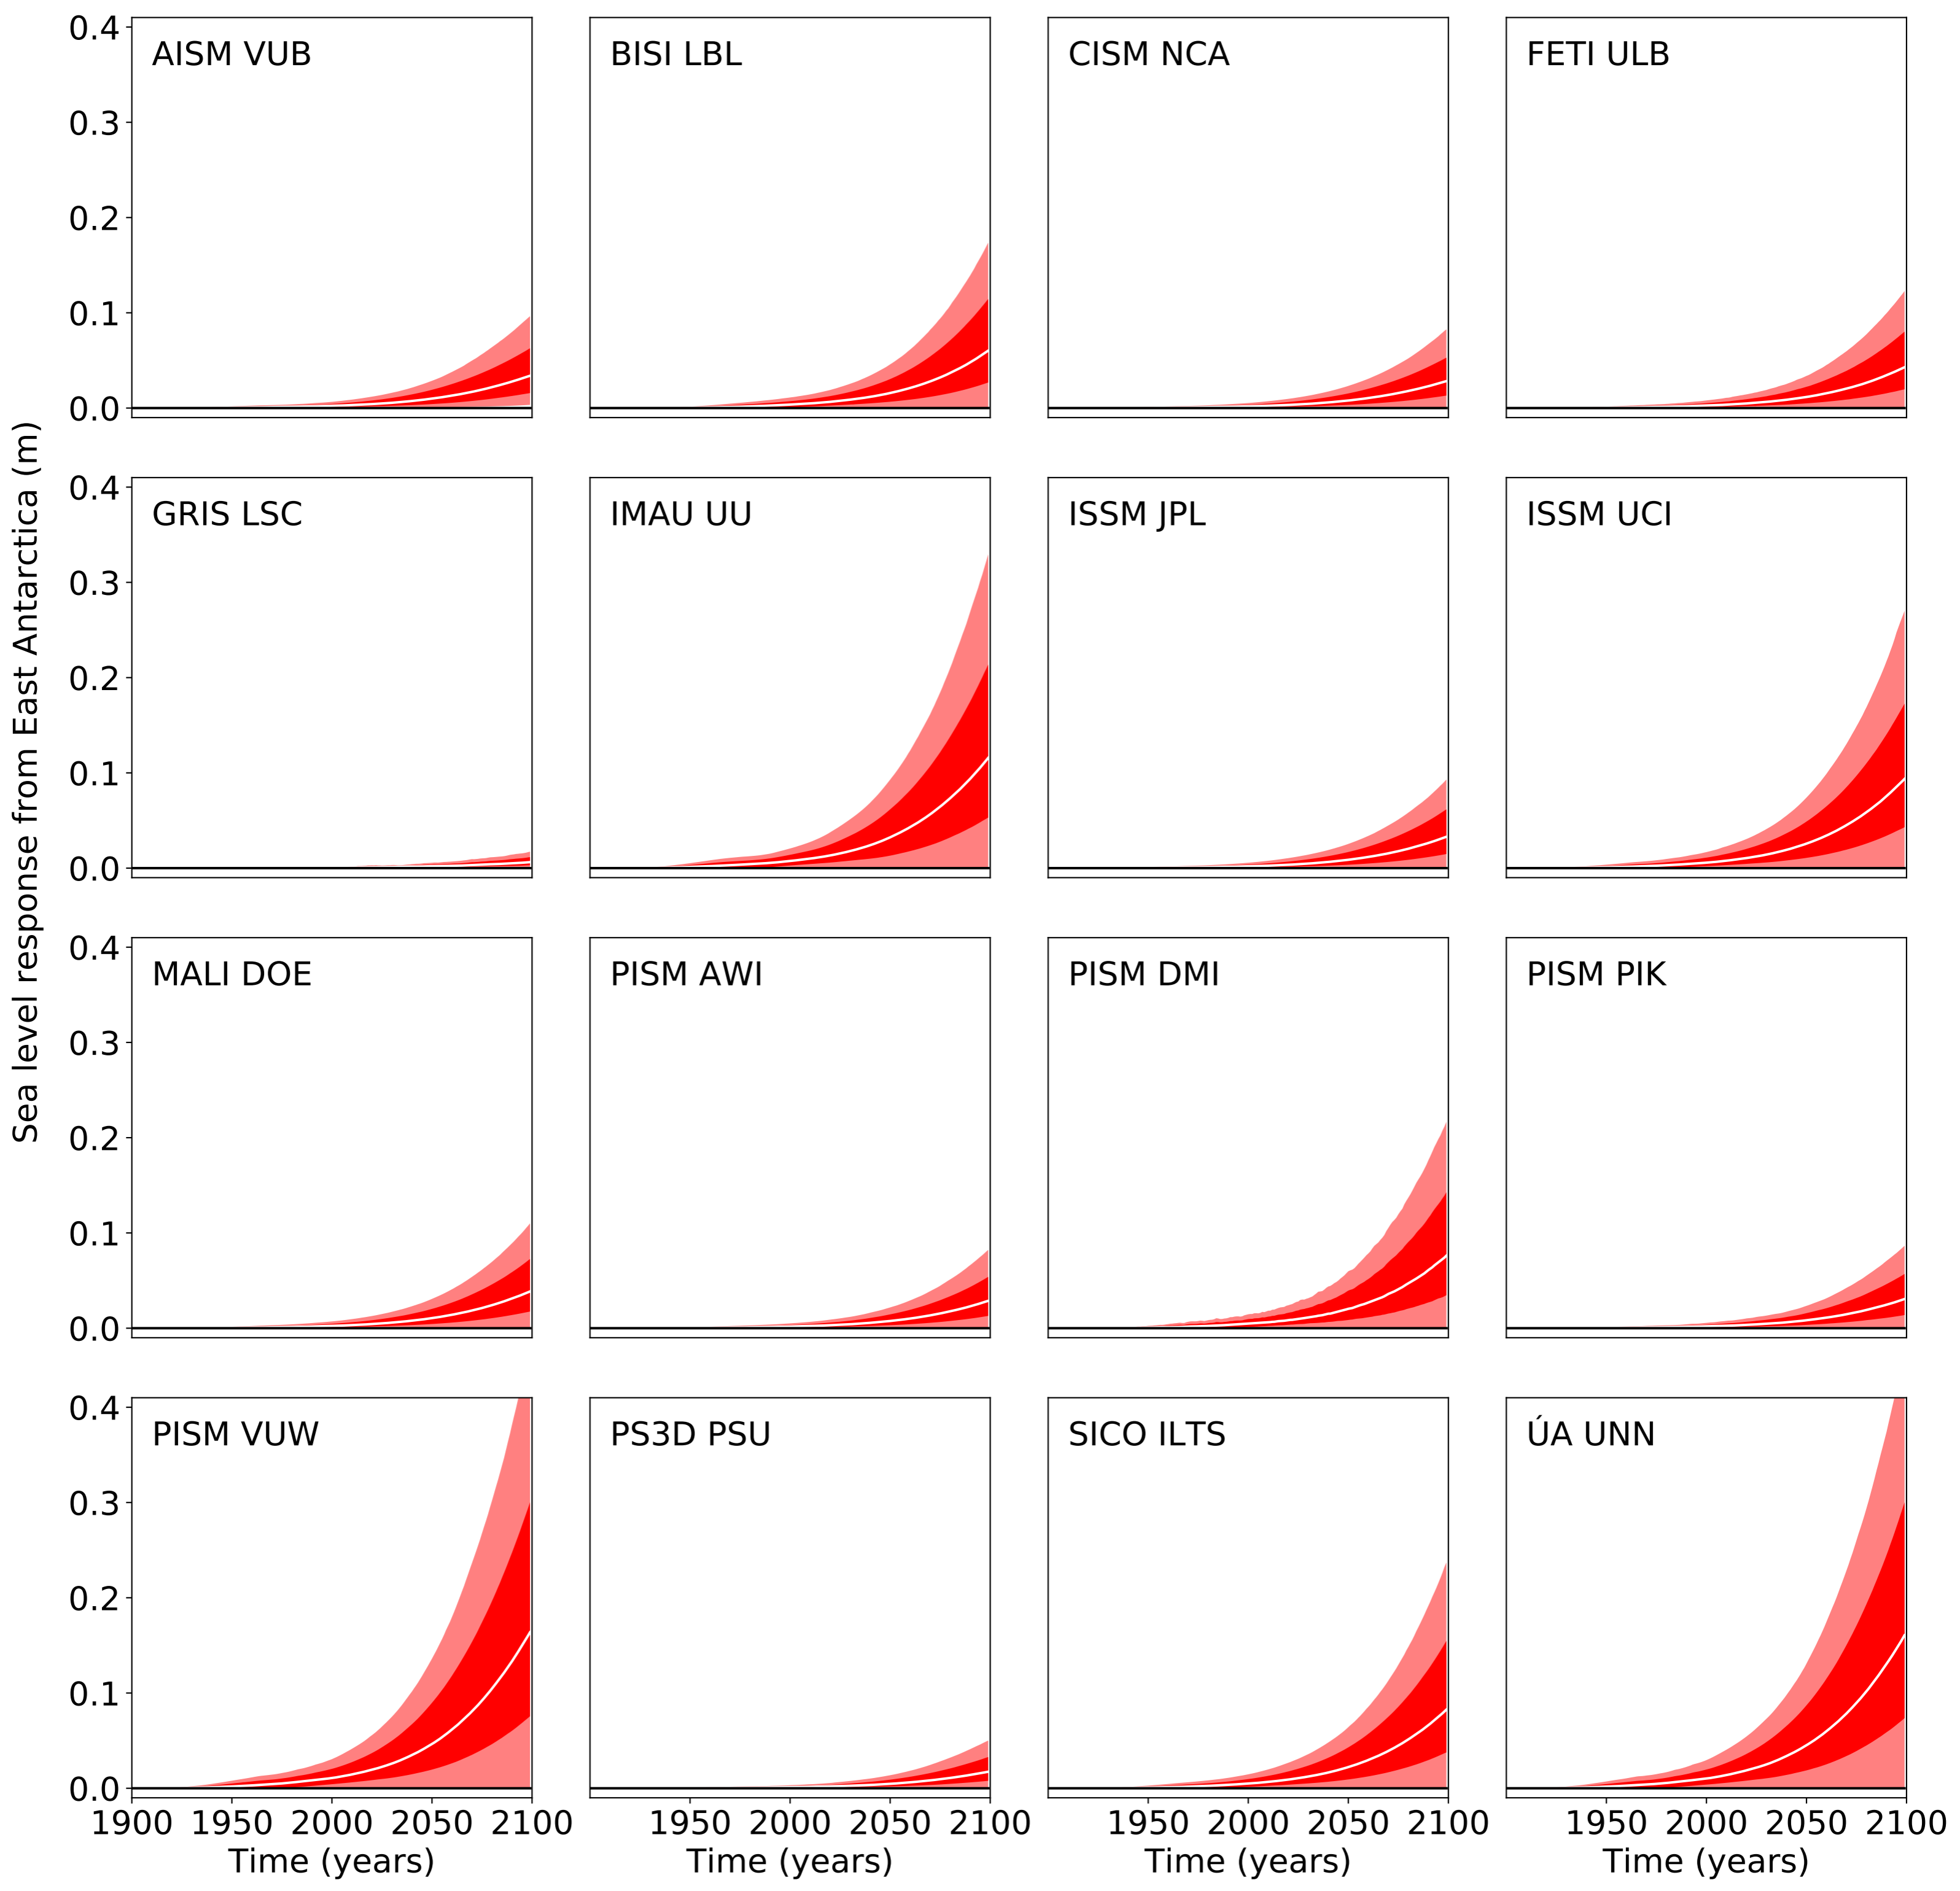 Sea level response from East Antarctica (m)
0.4
0.3
0.2
0.1
0.0
AISM VUB
BISI LBL
CISM NCA
FETI ULB
0.4
0.3
0.2
0.1
0.0
GRIS LSC
IMAU UU
ISSM JPL
ISSM UCI
0.4
0.3
0.2
0.1
0.0
MALI DOE
PISM AWI
PISM DMI
PISM PIK
0.4
0.3
0.2
0.1
0.0
PISM VUW
PS3D PSU
SICO ILTS
ÚA UNN
1900 1950 2000 2050 2100
1950 2000 2050 2100
1950 2000 2050 2100
1950 2000 2050 2100
Time (years)
Time (years)
Time (years)
Time (years)